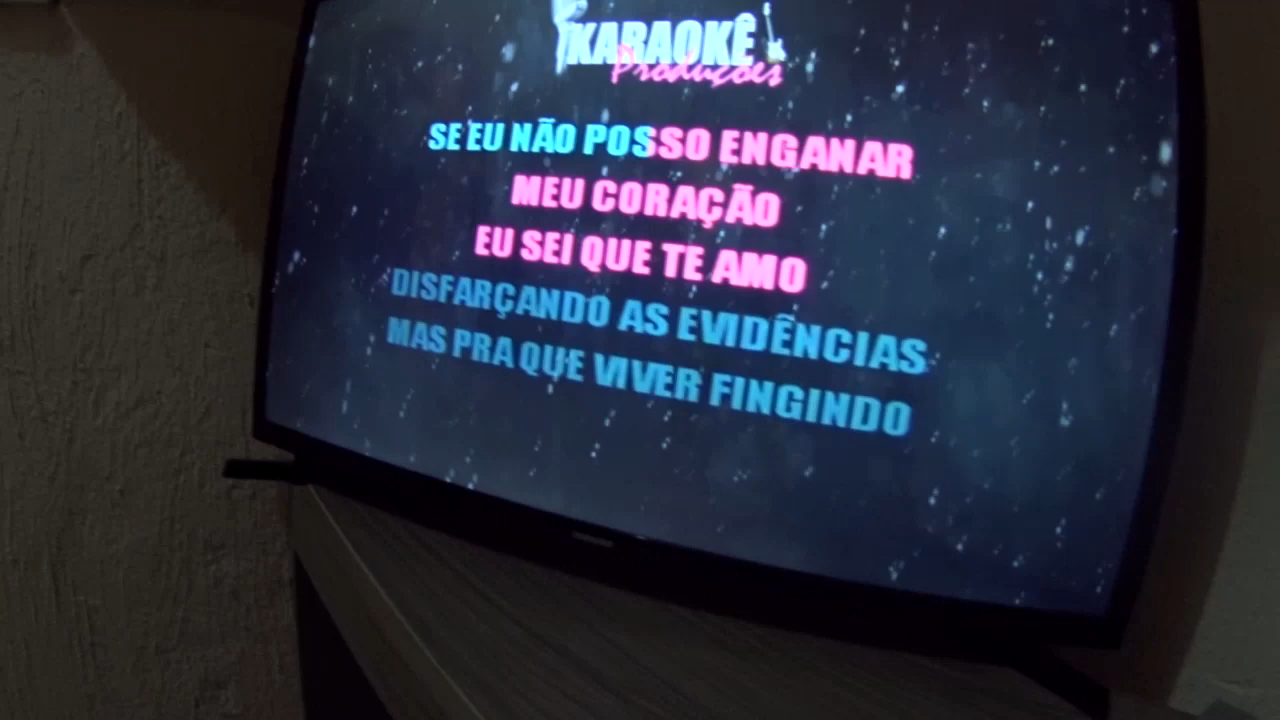 KARAOKÊ
Produções
SE EU NÃO POSSO ENGANAR
MEU CORAÇÃO
EU SEI QUE TE AMO
DISFARÇANDO AS EVIDÊNCIAS
MAS PRA QUE VIVER FINGINDO